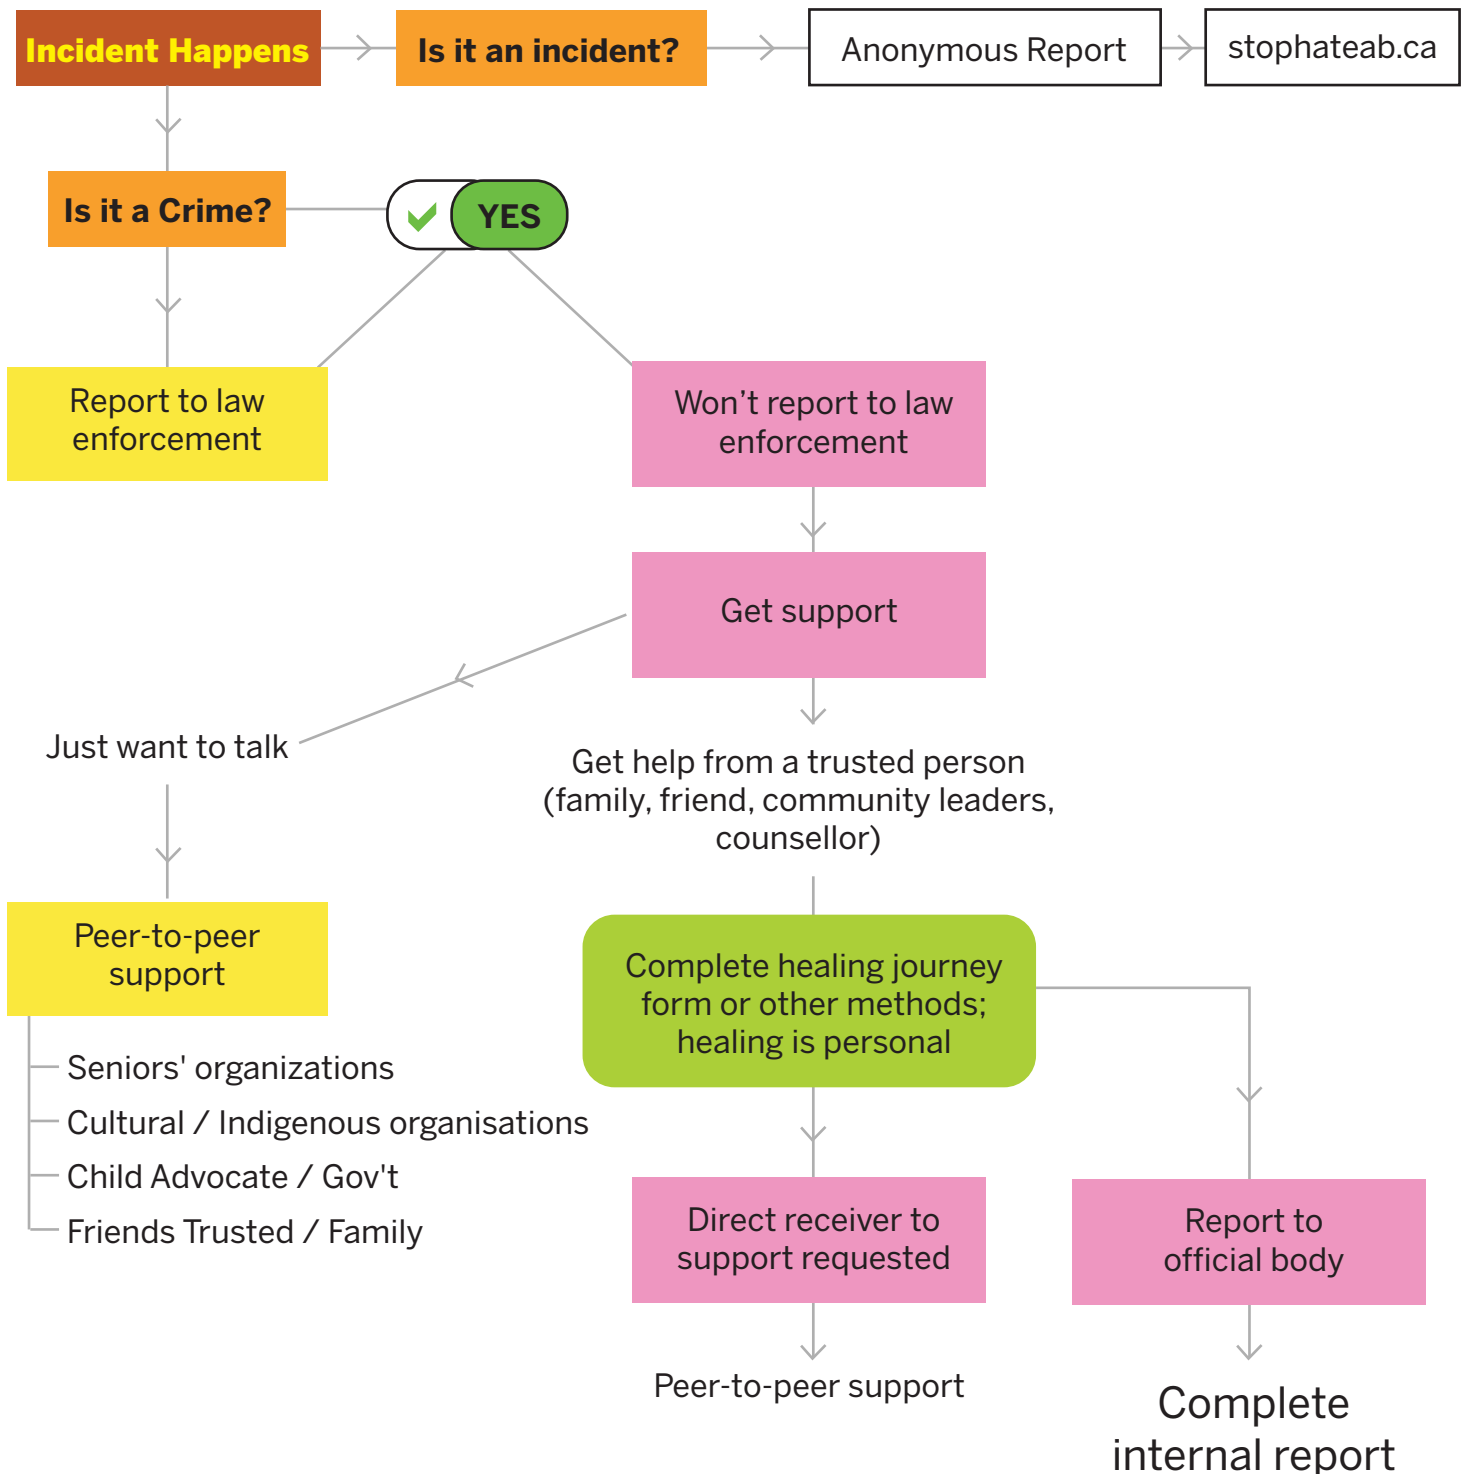 Incident Happens
Is it an incident?
Anonymous Report
stophateab.ca
Is it a Crime?
YES
Report to law
enforcement
Won’t report to law
enforcement
Get support
Just want to talk
Get help from a trusted person
(family, friend, community leaders,
counsellor)
Peer-to-peer
support
Seniors' organizations
Cultural / Indigenous organisations
Child Advocate / Gov't
Friends Trusted / Family
Complete healing journey
form or other methods;
healing is personal
Direct receiver to
support requested
Report to
official body
Peer-to-peer support
Complete
internal report